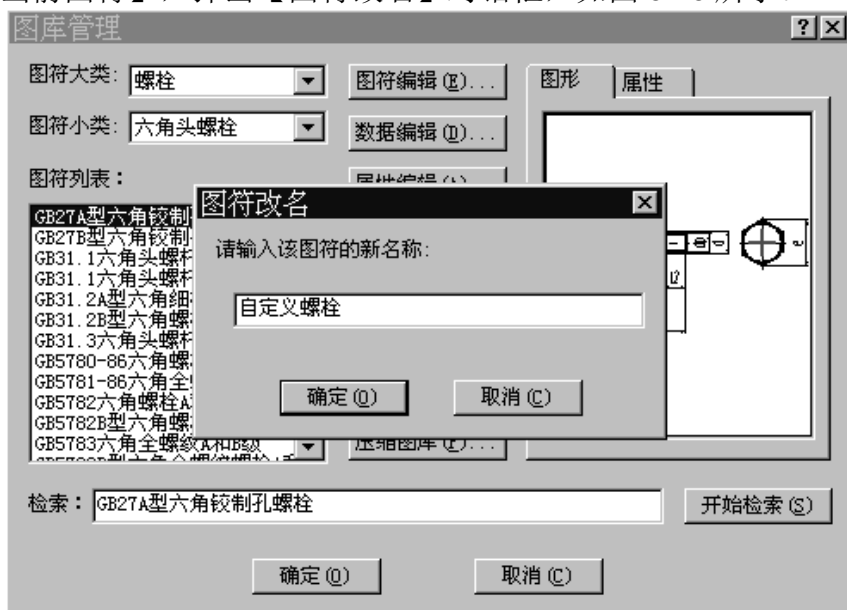 图库管理
图符大类: 螺栓 图符编辑(E)... 图形 属性
图符小类: 六角头螺栓 数据编辑(D)...
图符列表:
图符改名
请输入该图符的新名称:
自定义螺栓
确定(O) 取消(C)
GB27A型六角铰制
GB27B型六角铰制
GB31.1六角头螺杆
GB31.1六角头螺杆
GB31.2A型六角细
GB31.2B型六角螺
GB31.3六角头螺杆
GB5780-86六角螺
GB5781-86六角全
GB5782六角螺栓A
GB5782B型六角螺
GB5783六角全螺纹A和B级
检索: GB27A型六角铰制孔螺栓 开始检索(S)
确定(O) 取消(C)